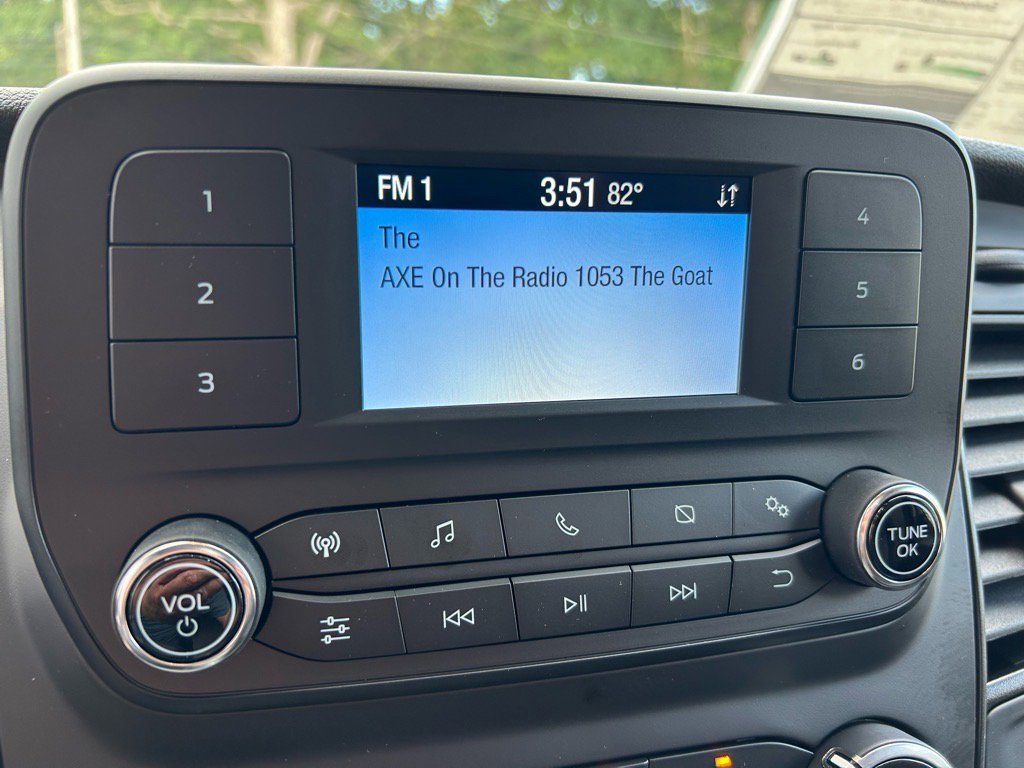 FM 1 3:51 82°
The
AXE On The Radio 1053 The Goat
1
2
3
4
5
6
VOL
TUNE
OK